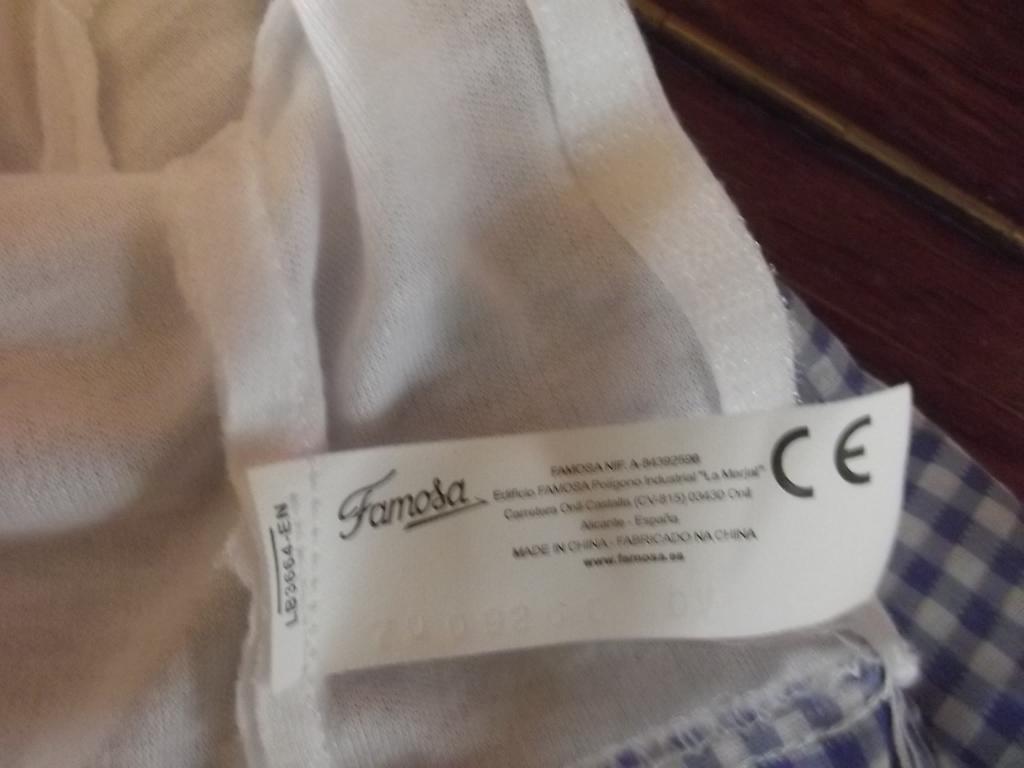 Famosa
FAMOSA NIF. A-84392598
Edificio FAMOSA Polígono Industrial "La Marjal"
Carretera Onil-Castalla (CV-815) 03430 Onil
Alicante - España
MADE IN CHINA - FABRICADO NA CHINA
www.famosa.es
CE
LB3664-EN